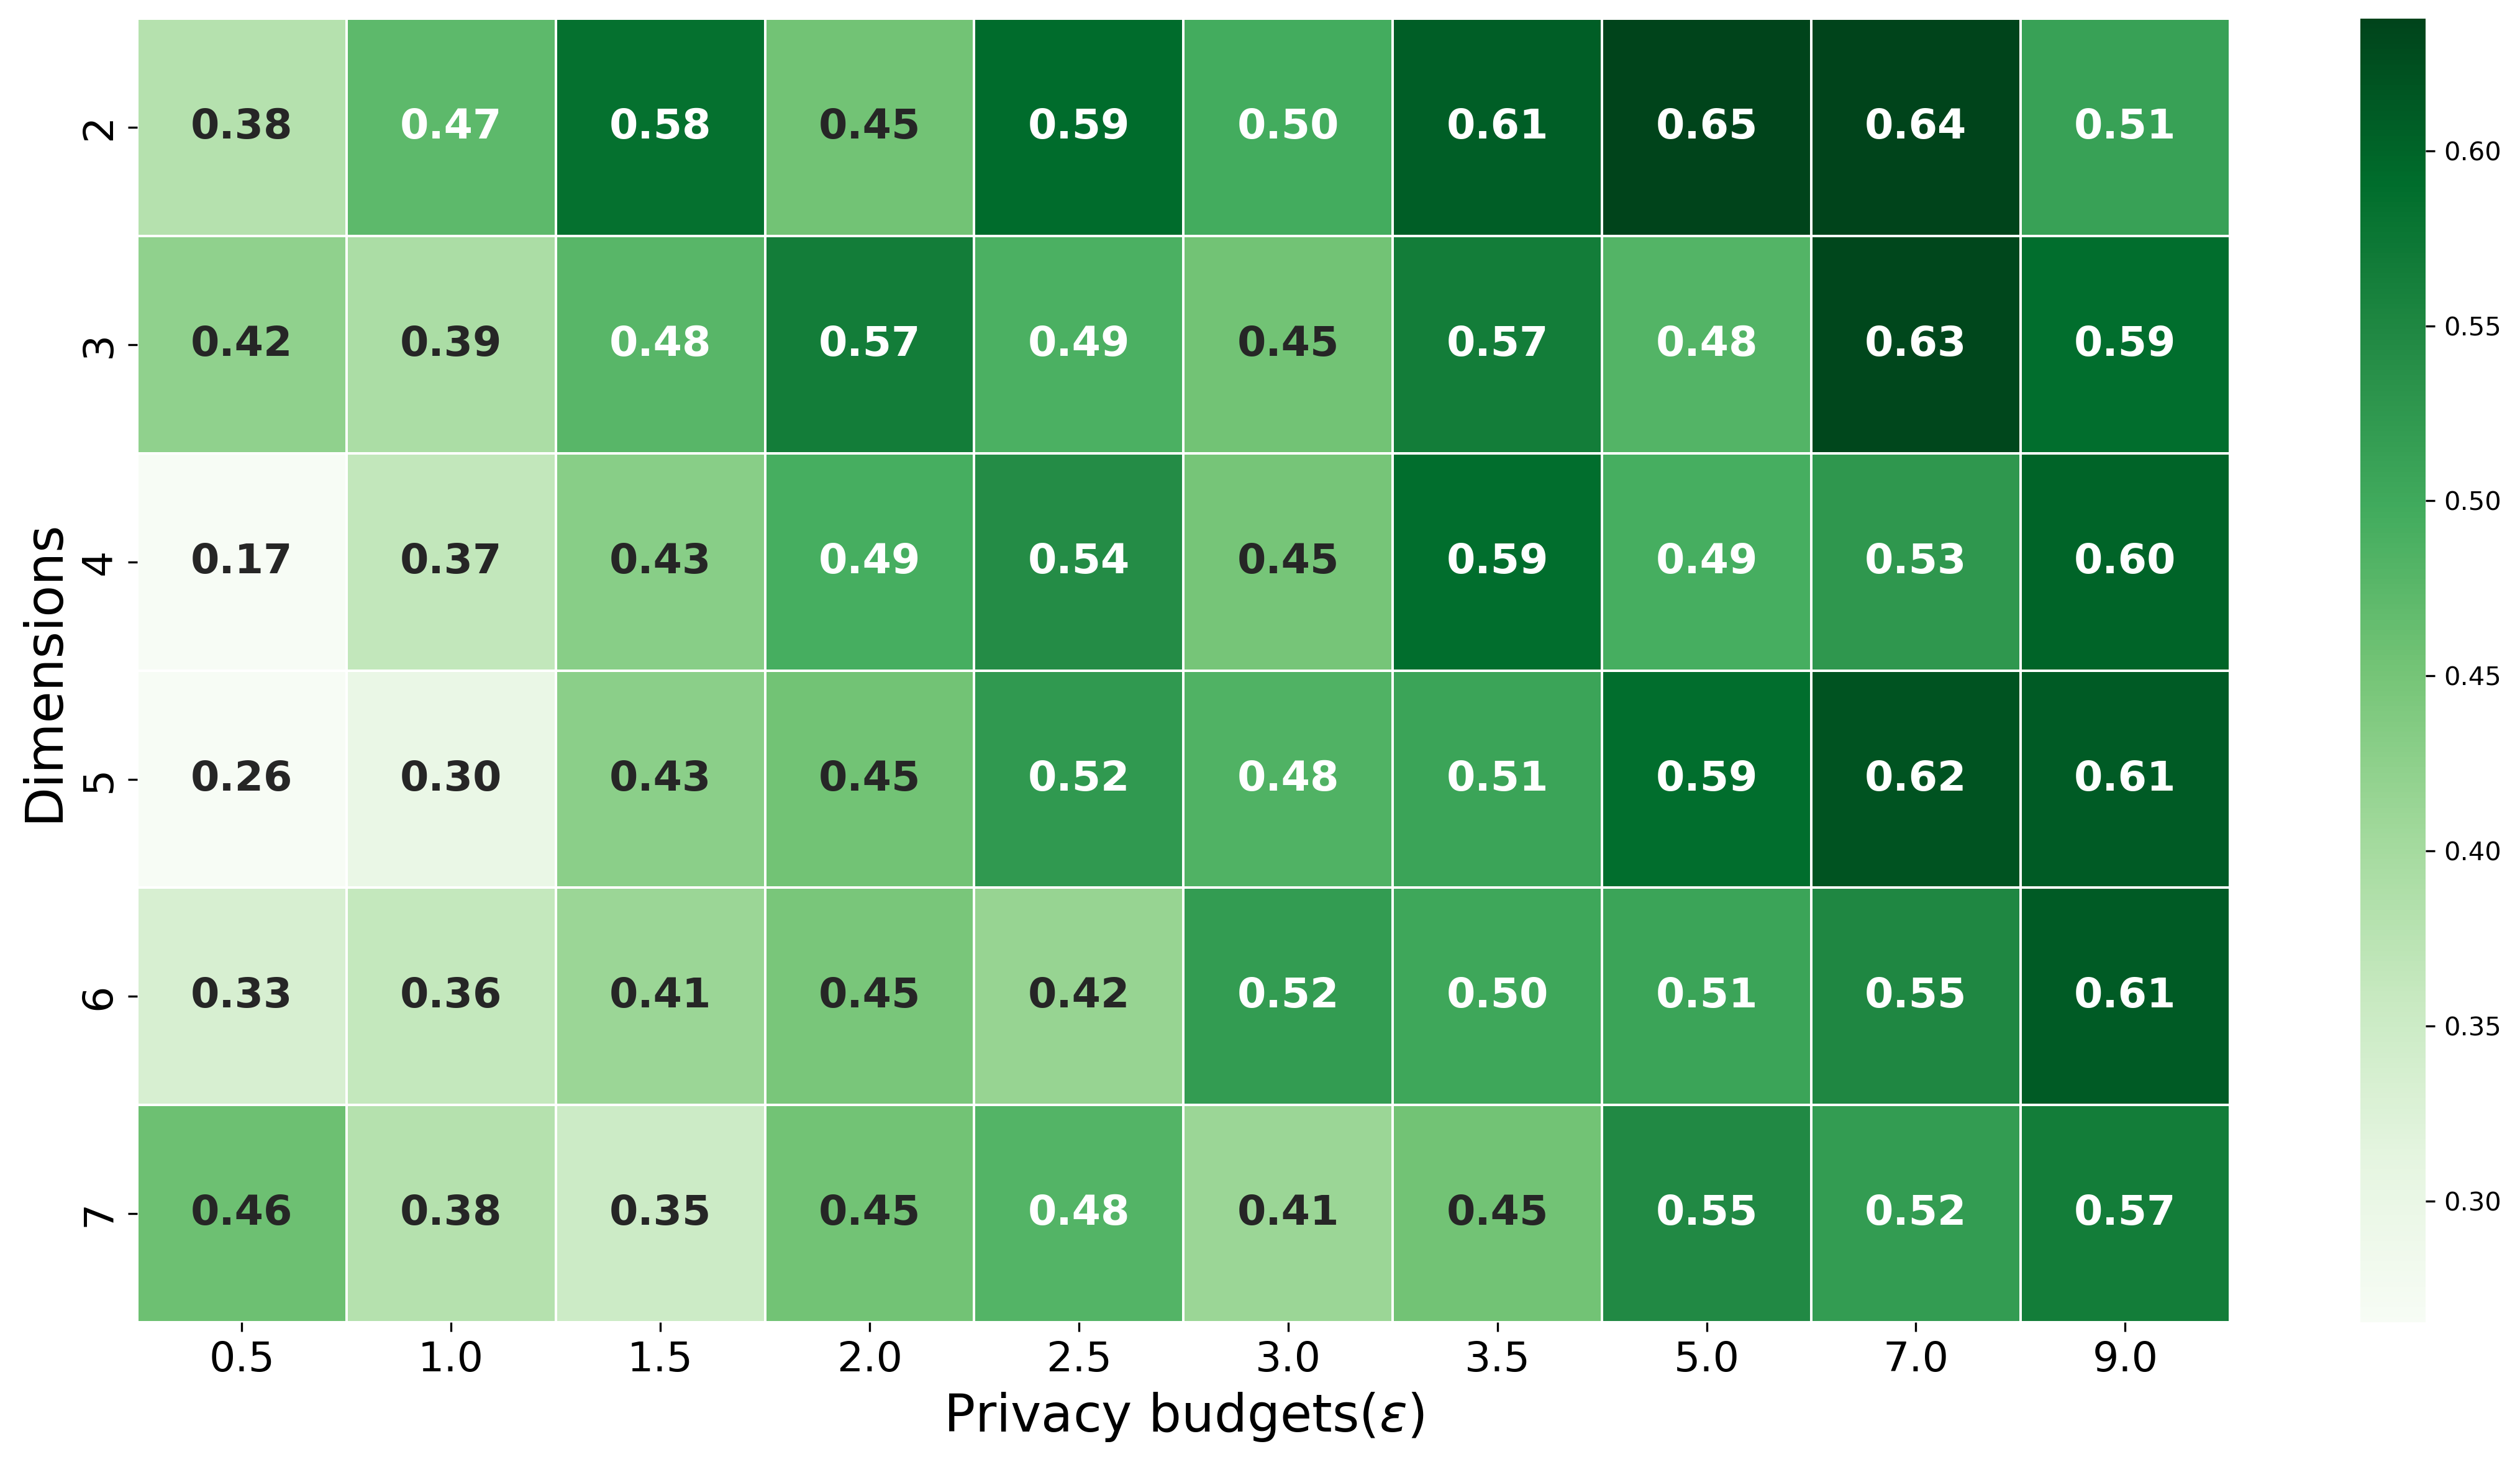 2 0.38 0.47 0.58 0.45 0.59 0.50 0.61 0.65 0.64 0.51
3 0.42 0.39 0.48 0.57 0.49 0.45 0.57 0.48 0.63 0.59
4 0.17 0.37 0.43 0.49 0.54 0.45 0.59 0.49 0.53 0.60
5 0.26 0.30 0.43 0.45 0.52 0.48 0.51 0.59 0.62 0.61
6 0.33 0.36 0.41 0.45 0.42 0.52 0.50 0.51 0.55 0.61
7 0.46 0.38 0.35 0.45 0.48 0.41 0.45 0.55 0.52 0.57
0.5 1.0 1.5 2.0 2.5 3.0 3.5 5.0 7.0 9.0
Dimensions
Privacy budgets(ε)
0.60
0.55
0.50
0.45
0.40
0.35
0.30